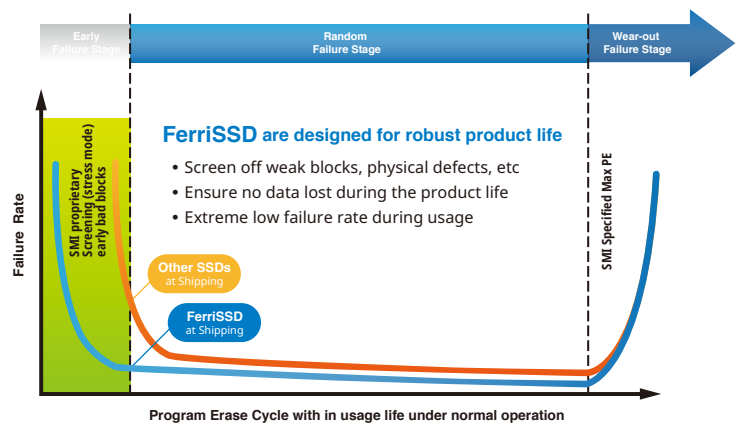 Early
Failure Stage
Random
Failure Stage
Wear-out
Failure Stage
Failure Rate
SMI proprietary
Screening (stress mode)
early bad blocks
FerriSSD are designed for robust product life
• Screen off weak blocks, physical defects, etc
• Ensure no data lost during the product life
• Extreme low failure rate during usage
SMI Specified Max PE
Other SSDs
at Shipping
FerriSSD
at Shipping
Program Erase Cycle with in usage life under normal operation